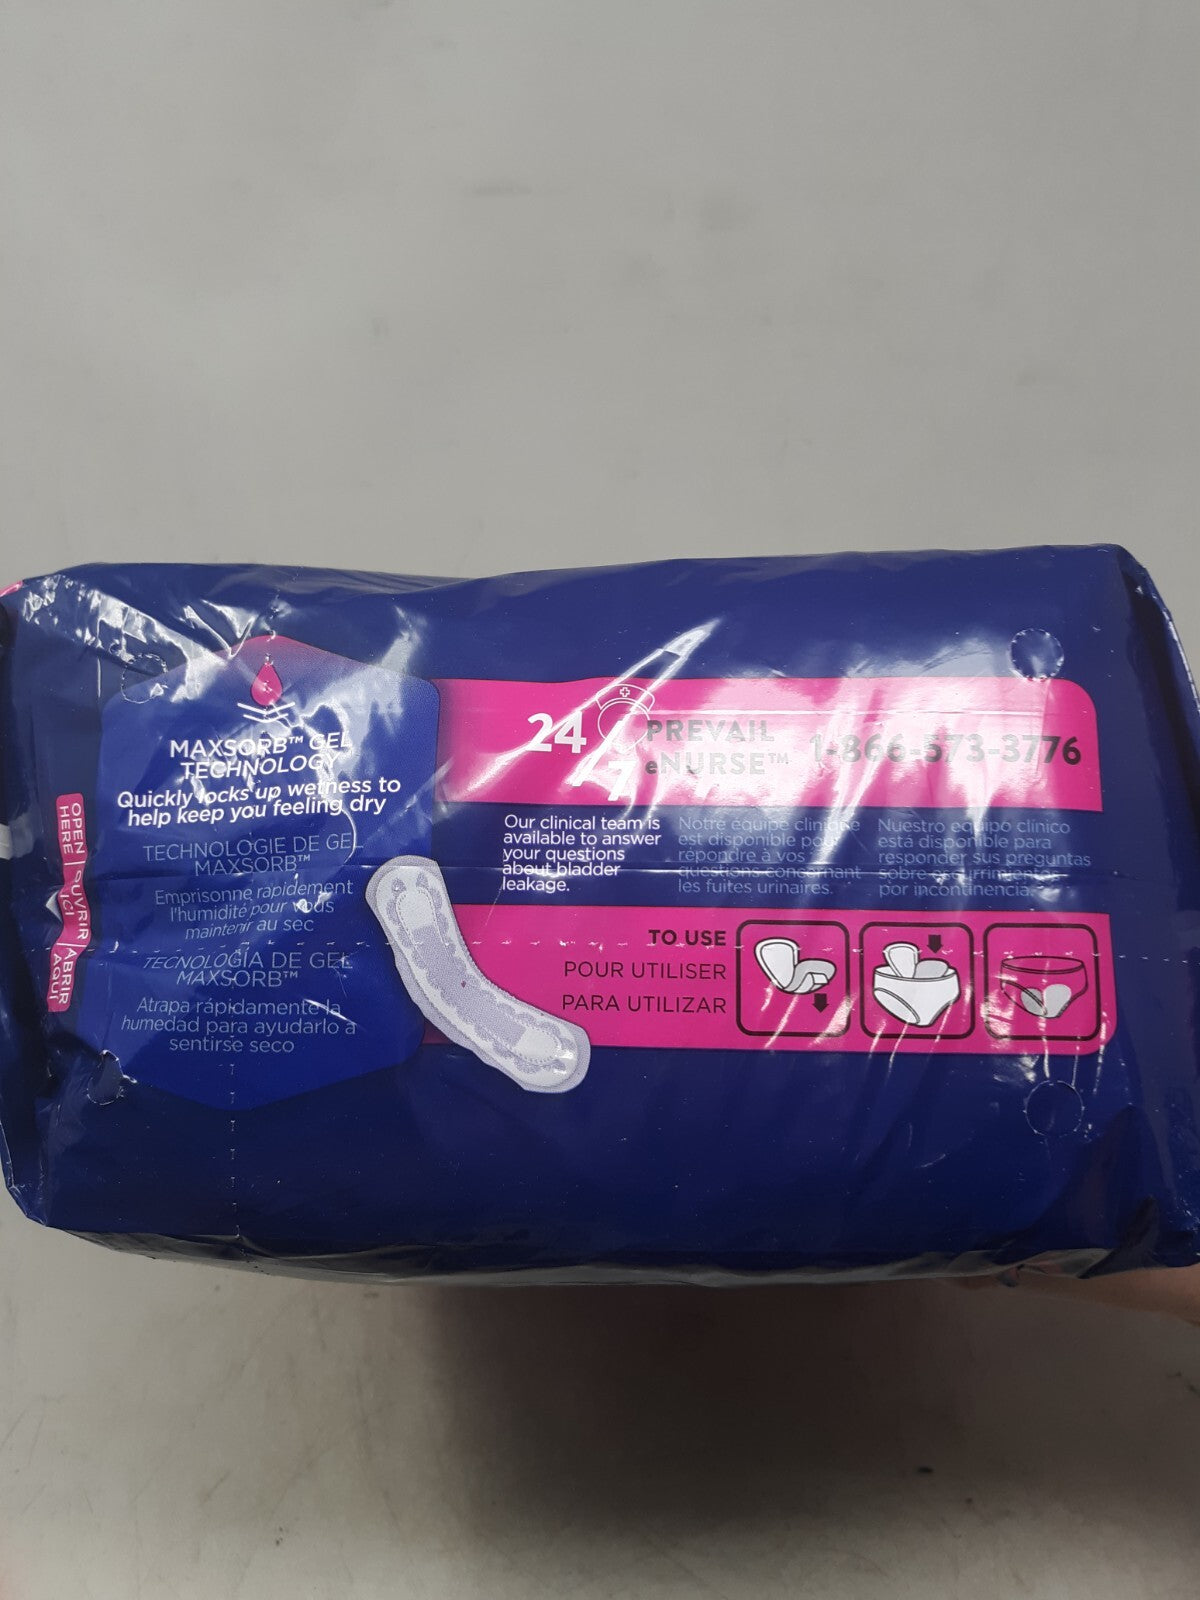 MAXSORB™ GEL
TECHNOLOGY
Quickly locks up wetness to
help keep you feeling dry
TECHNOLOGIE DE GEL
MAXSORB™
Emprisonne rapidement
l'humidité pour vous
maintenir au sec
TECNOLOGÍA DE GEL
MAXSORB™
Atrapa rápidamente la
humedad para ayudarlo a
sentirse seco
OPEN HERE
OUVRIR ICI
ABRIR AQUÍ
24/7
PREVAIL
eNURSE™
1-866-573-3776
Our clinical team is
available to answer
your questions
about bladder
leakage.
Notre équipe clinique
est disponible pour
répondre à vos
questions concernant
les fuites urinaires.
Nuestro equipo clínico
está disponible para
responder sus preguntas
sobre escurrimientos
por incontinencia.
TO USE
POUR UTILISER
PARA UTILIZAR